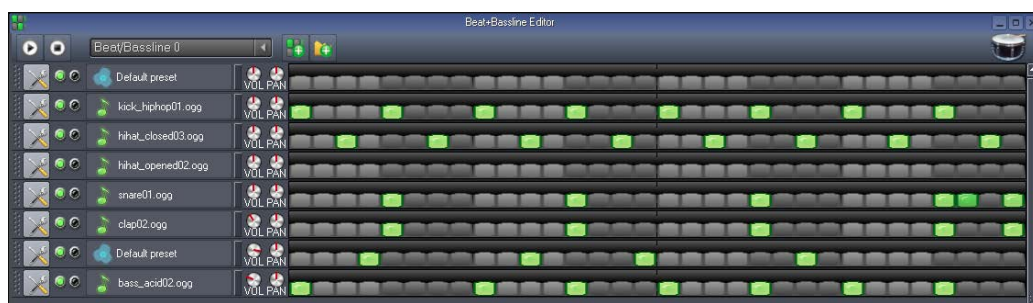 Beat+Bassline Editor
Beat/Bassline 0
Default preset VOL PAN
kick_hiphop01.ogg VOL PAN
hihat_closed03.ogg VOL PAN
hihat_opened02.ogg VOL PAN
snare01.ogg VOL PAN
clap02.ogg VOL PAN
Default preset VOL PAN
bass_acid02.ogg VOL PAN